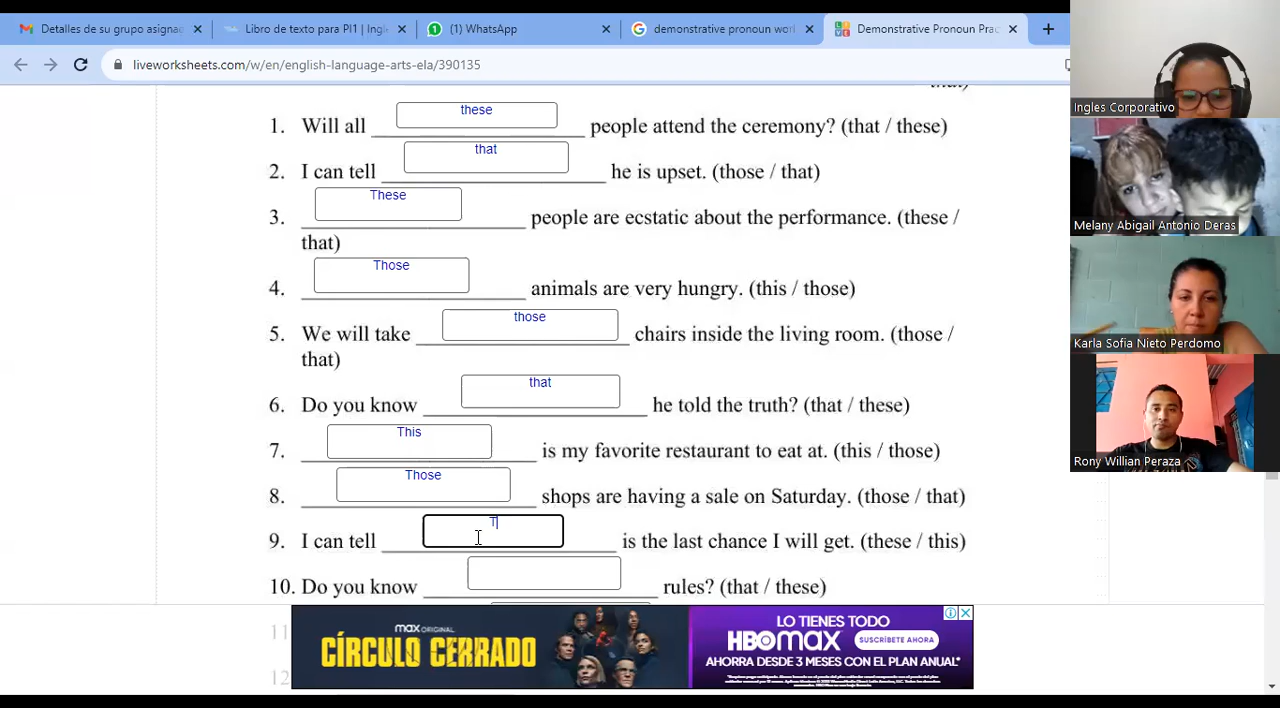 Detalles de su grupo asignac
Libro de texto para PI1 | Ingl
(1) WhatsApp
demonstrative pronoun worl
Demonstrative Pronoun Prac
liveworksheets.com/w/en/english-language-arts-ela/390135
that)
1. Will all these people attend the ceremony? (that / these)
2. I can tell that he is upset. (those / that)
3. These people are ecstatic about the performance. (these /
that)
4. Those animals are very hungry. (this / those)
5. We will take those chairs inside the living room. (those /
that)
6. Do you know that he told the truth? (that / these)
7. This is my favorite restaurant to eat at. (this / those)
8. Those shops are having a sale on Saturday. (those / that)
9. I can tell T is the last chance I will get. (these / this)
10. Do you know rules? (that / these)
11
12
max ORIGINAL
CÍRCULO CERRADO
LO TIENES TODO
HBOmax SUSCRÍBETE AHORA
AHORA DESDE 3 MESES CON EL PLAN ANUAL*
Ingles Corporativo
Melany Abigail Antonio Deras
Karla Sofia Nieto Perdomo
Rony Willian Peraza